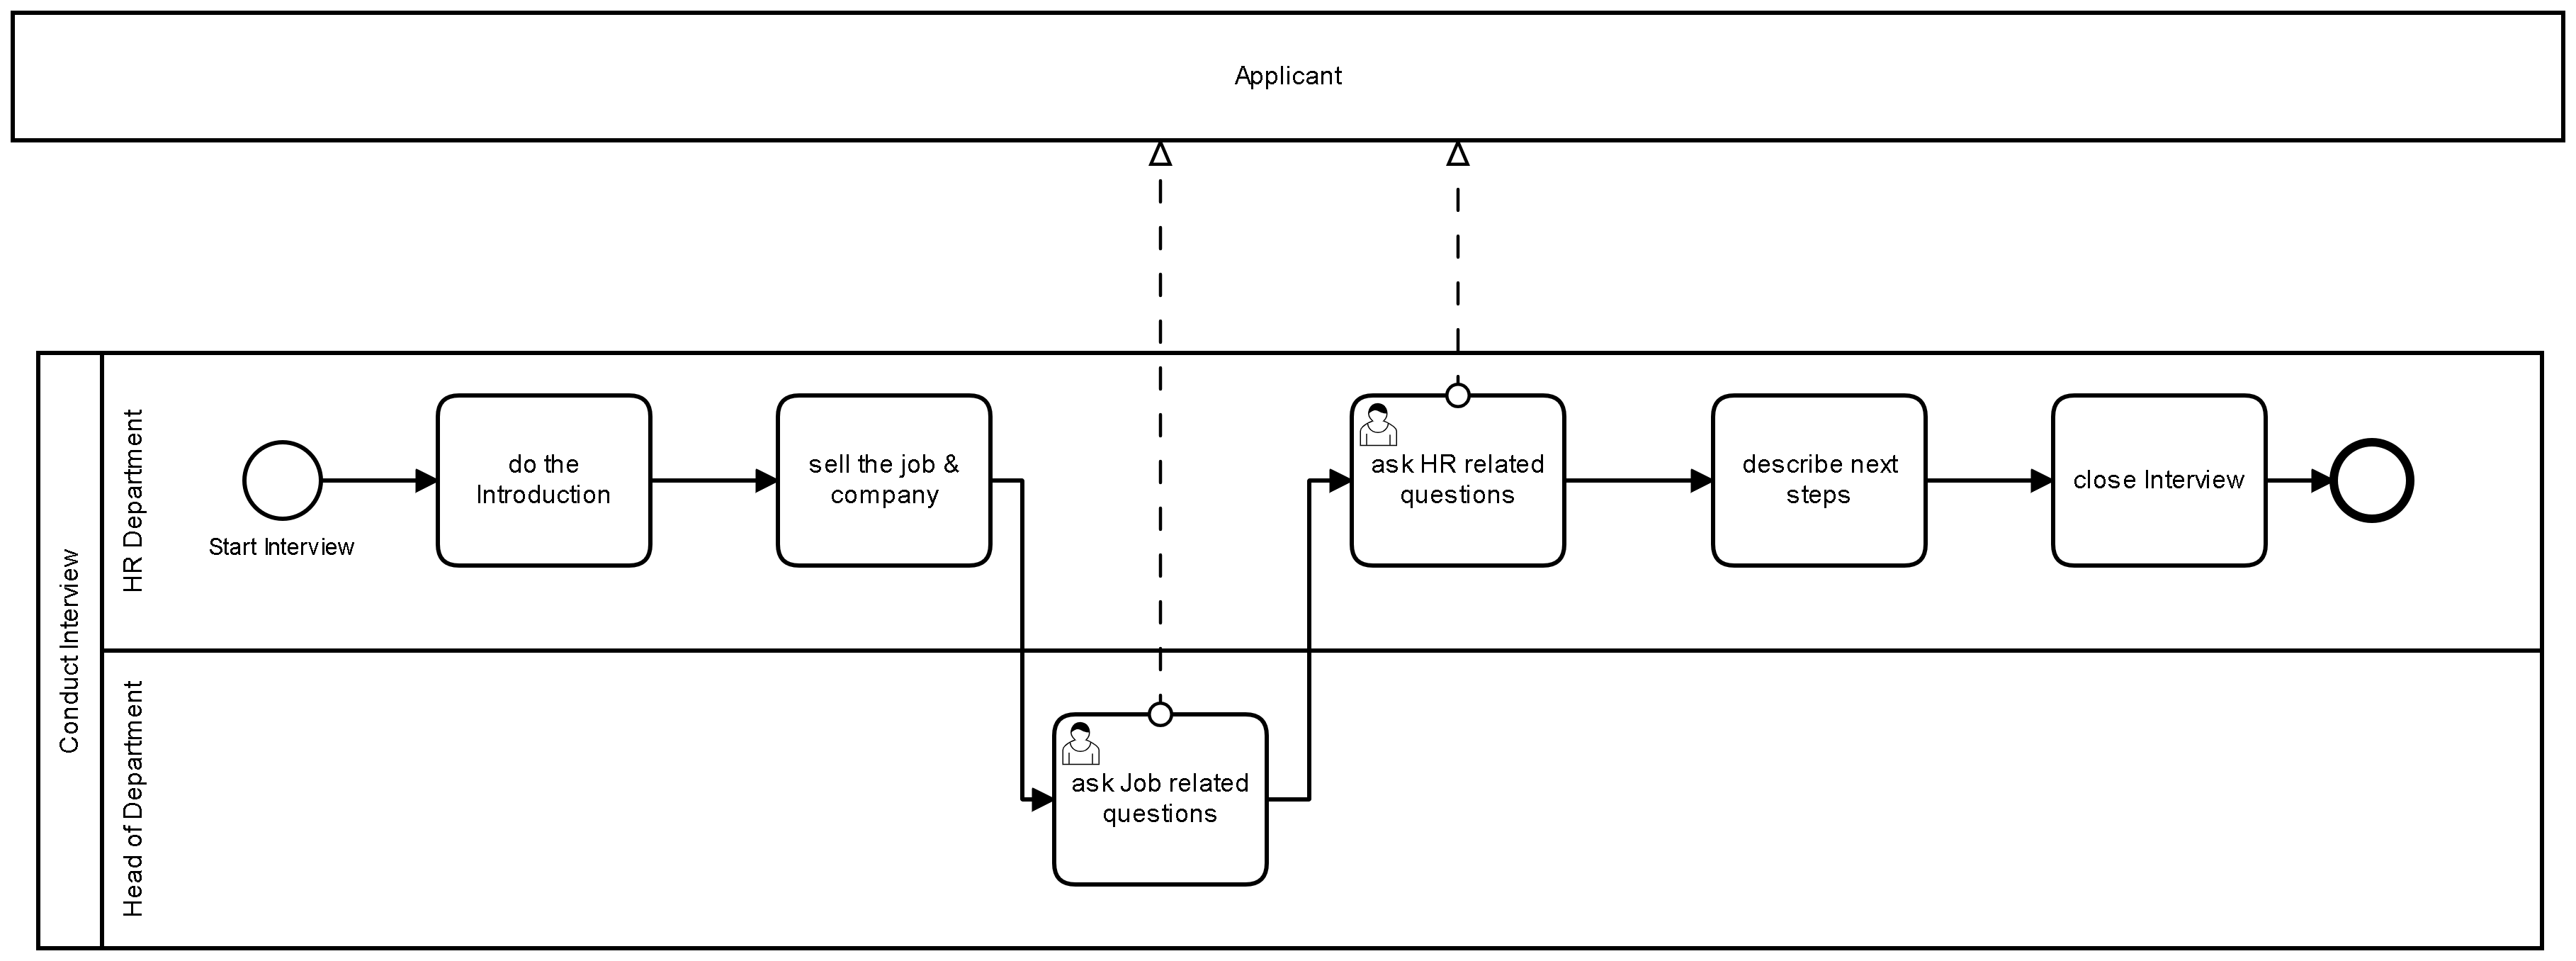 Applicant
Conduct Interview
HR Department
Start Interview
do the
Introduction
sell the job &
company
ask HR related
questions
describe next
steps
close Interview
Head of Department
ask Job related
questions